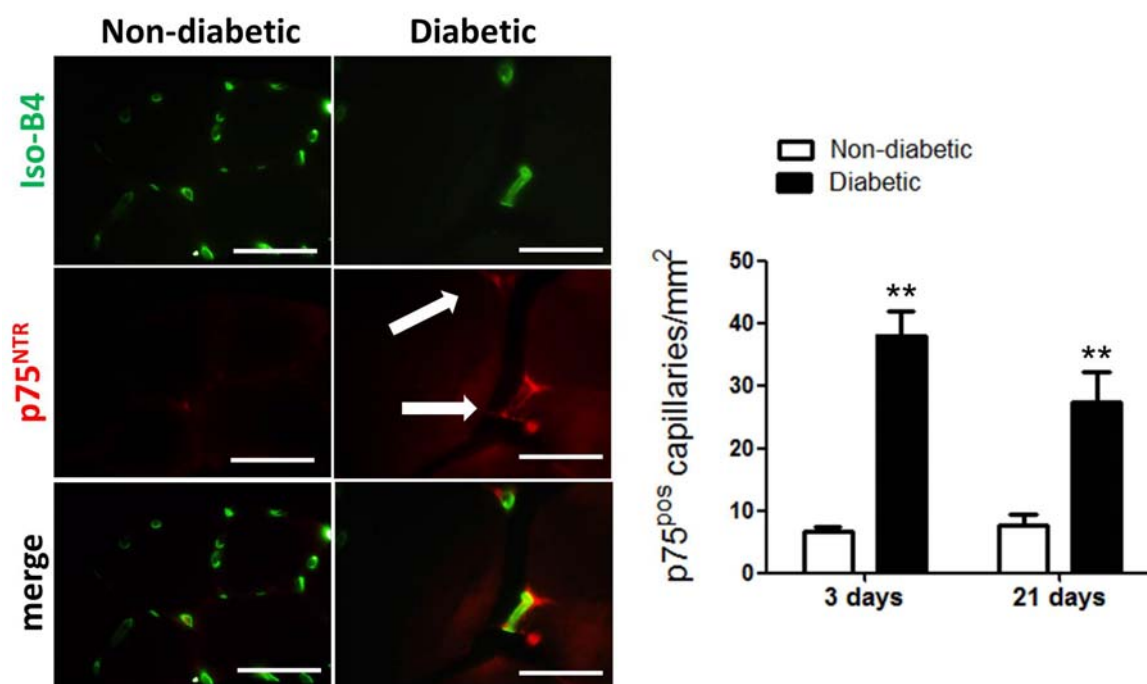 Non-diabetic Diabetic
Iso-B4
p75NTR
merge
Non-diabetic
Diabetic
p75pos capillaries/mm2
50
40
30
20
10
0
** **
3 days 21 days